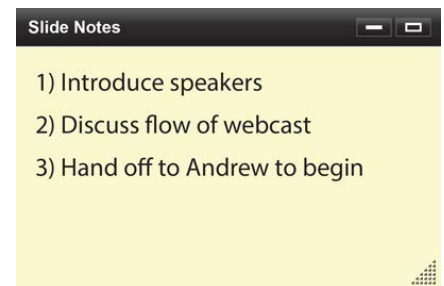 Slide Notes
1) Introduce speakers
2) Discuss flow of webcast
3) Hand off to Andrew to begin